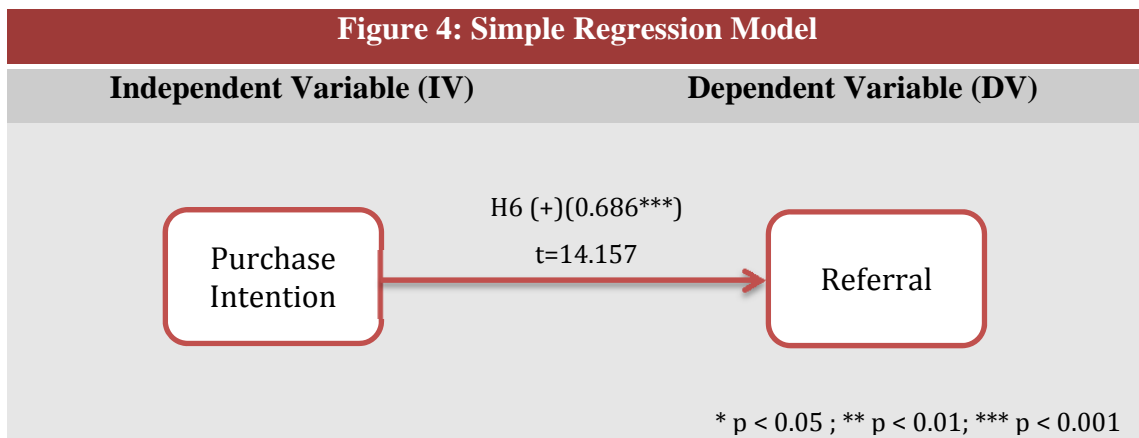 Figure 4: Simple Regression Model
Independent Variable (IV) Dependent Variable (DV)
H6 (+)(0.686***)
t=14.157
Purchase
Intention
Referral
* p < 0.05 ; ** p < 0.01; *** p < 0.001